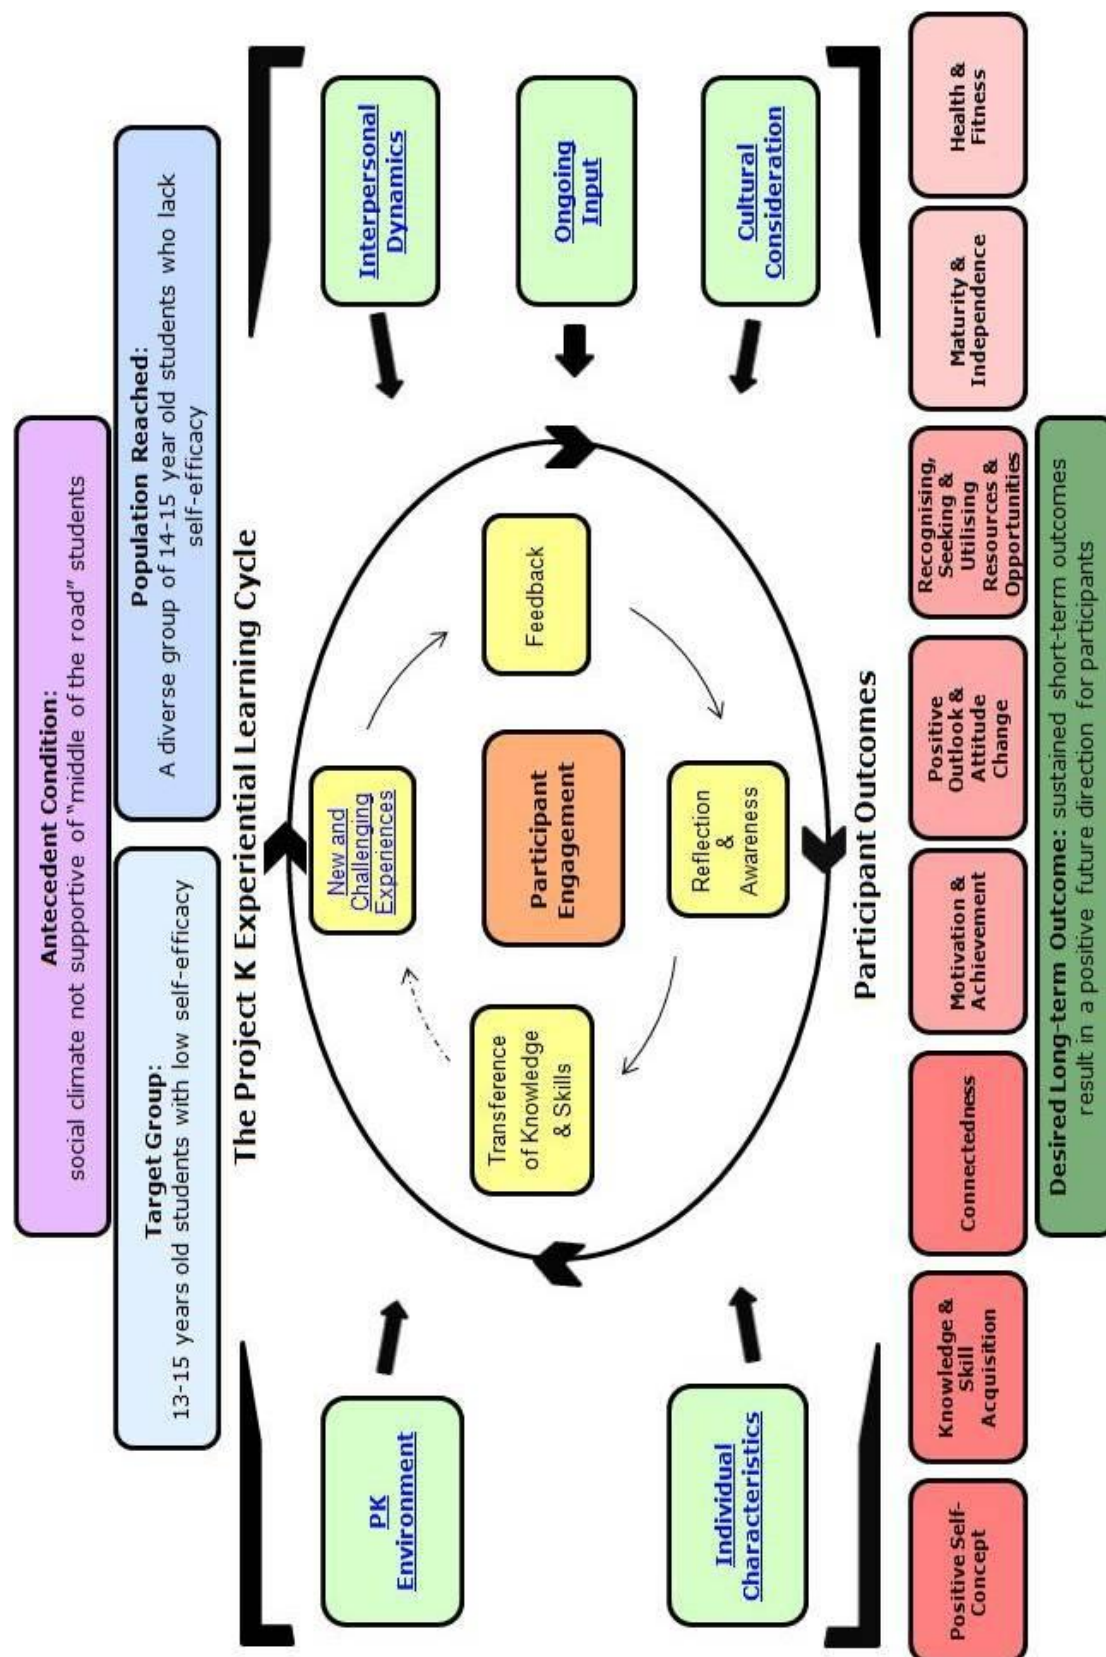 Antecedent Condition:
social climate not supportive of "middle of the road" students
Target Group:
13-15 years old students with low self-efficacy
Population Reached:
A diverse group of 14-15 year old students who lack
self-efficacy
The Project K Experiential Learning Cycle
PK
Environment
Individual
Characteristics
New and
Challenging
Experiences
Feedback
Reflection
&
Awareness
Transference
of Knowledge
& Skills
Participant
Engagement
Interpersonal
Dynamics
Ongoing
Input
Cultural
Consideration
Participant Outcomes
Positive Self-
Concept
Knowledge &
Skill
Acquisition
Connectedness
Motivation &
Achievement
Positive
Outlook &
Attitude
Change
Recognising,
Seeking &
Utilising
Resources &
Opportunities
Maturity &
Independence
Health &
Fitness
Desired Long-term Outcome: sustained short-term outcomes
result in a positive future direction for participants